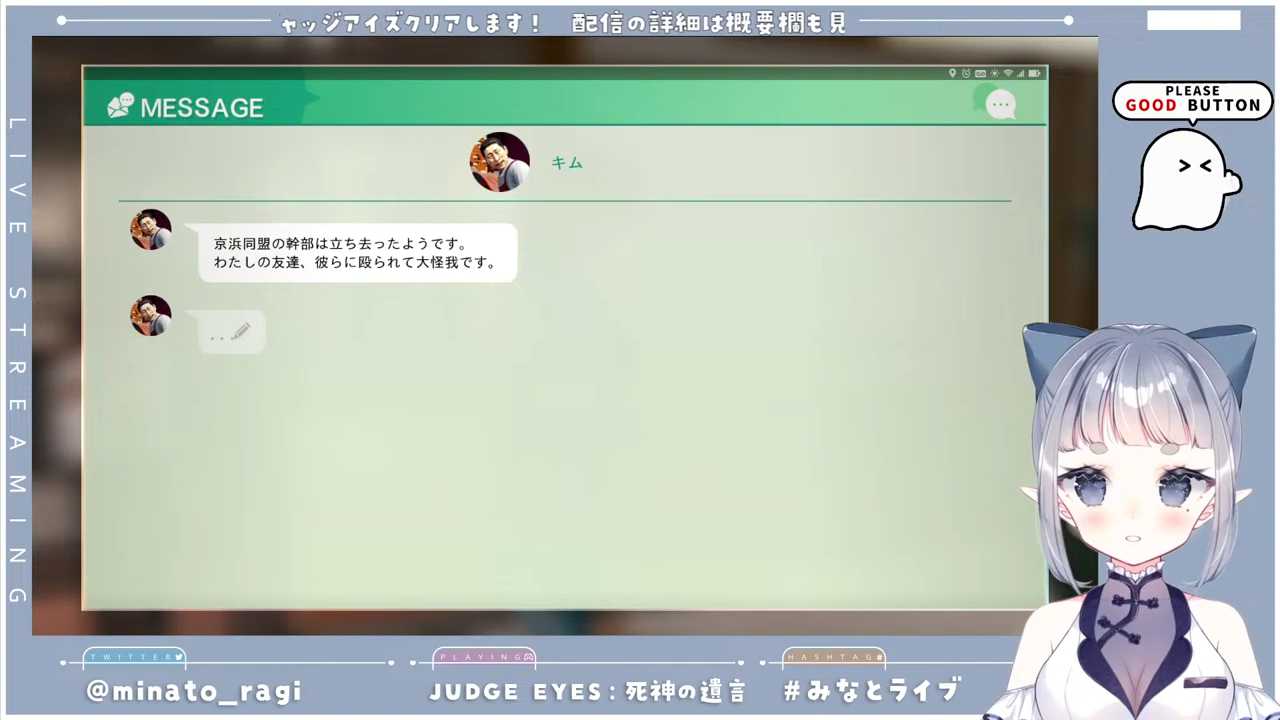 ャッジアイズクリアします！　配信の詳細は概要欄も見
LIVE STREAMING
MESSAGE
キム
京浜同盟の幹部は立ち去ったようです。
わたしの友達、彼らに殴られて大怪我です。
PLEASE
GOOD BUTTON
TWITTER
@minato_ragi
PLAYING
JUDGE EYES：死神の遺言
HASHTAG#
#みなとライブ